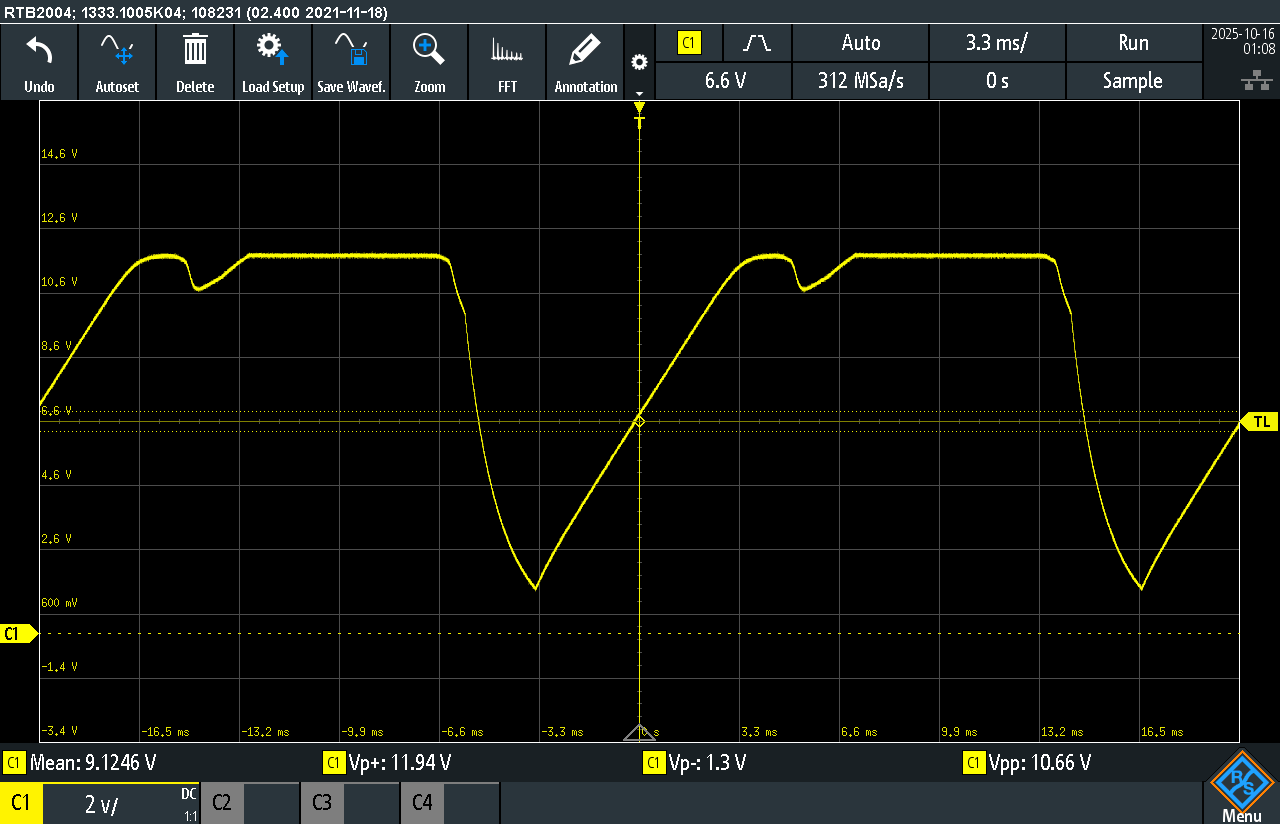 RTB2004; 1333.1005K04; 108231 (02.400 2021-11-18)
Undo
Autoset
Delete
Load Setup
Save Wavef.
Zoom
FFT
Annotation
C1
Auto
3.3 ms/
Run
6.6 V
312 MSa/s
0 s
Sample
2025-10-16
01:08
T
14.6 V
12.6 V
10.6 V
8.6 V
6.6 V
TL
4.6 V
2.6 V
600 mV
C1
-1.4 V
-3.4 V
-16.5 ms
-13.2 ms
-9.9 ms
-6.6 ms
-3.3 ms
0 s
3.3 ms
6.6 ms
9.9 ms
13.2 ms
16.5 ms
C1 Mean: 9.1246 V
C1 Vp+: 11.94 V
C1 Vp-: 1.3 V
C1 Vpp: 10.66 V
C1
2 v/
DC
1:1
C2
C3
C4
R S
Menu